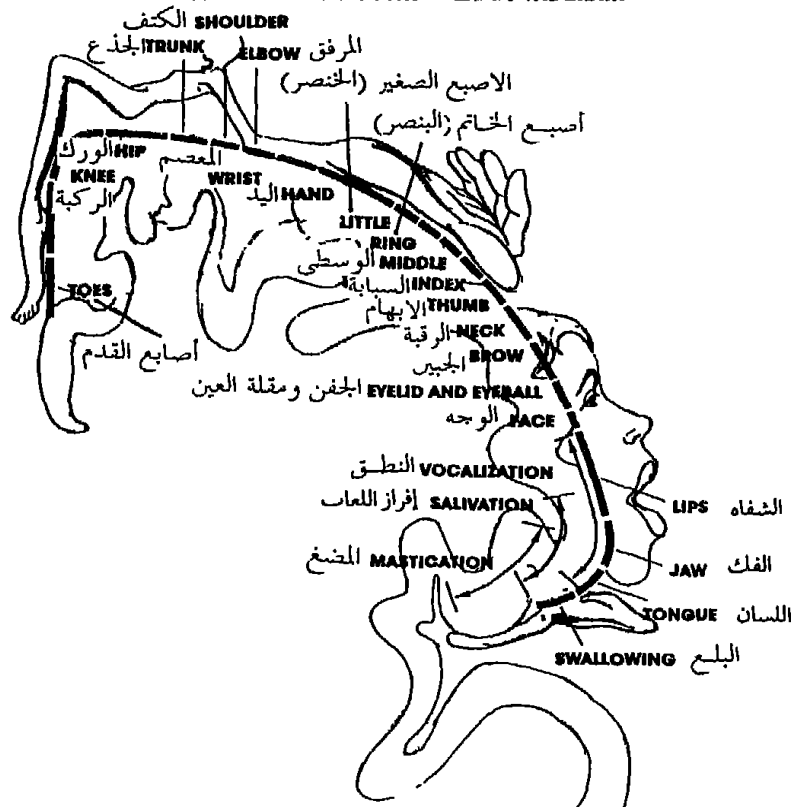 الكتف SHOULDER
الجذع TRUNK
ELBOW المرفق
الاصبع الصغير (الخنصر)
أصبع الخاتم (البنصر)
الورك HIP
المعصم
KNEE
WRIST
الركبة
اليد HAND
LITTLE
RING
الوسطى MIDDLE
السبابة INDEX
TOES
الابهام THUMB
الرقبة NECK
أصابع القدم
الجبين BROW
الجفن ومقلة العين EYELID AND EYEBALL
الوجه FACE
النطق VOCALIZATION
إفراز اللعاب SALIVATION
LIPS الشفاه
المضغ MASTICATION
JAW الفك
TONGUE اللسان
SWALLOWING البلع